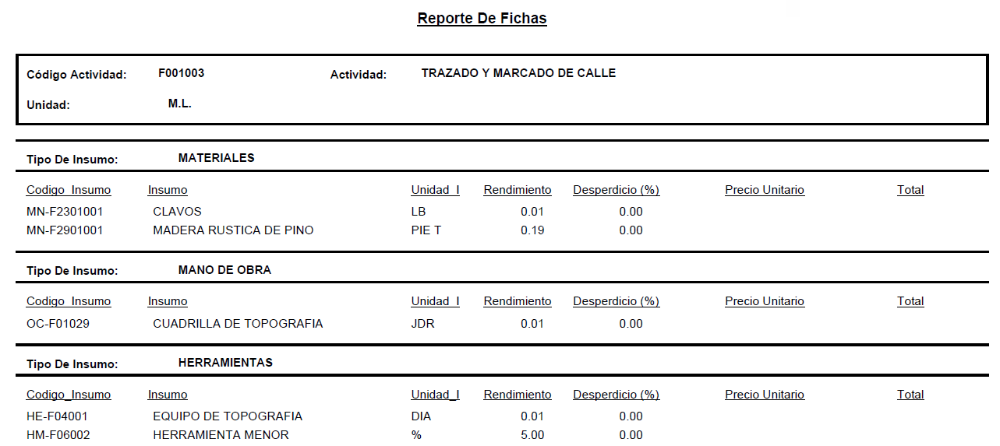 Reporte De Fichas
Código Actividad: F001003 Actividad: TRAZADO Y MARCADO DE CALLE
Unidad: M.L.
Tipo De Insumo: MATERIALES
Codigo_Insumo Insumo Unidad_I Rendimiento Desperdicio (%) Precio Unitario Total
MN-F2301001 CLAVOS LB 0.01 0.00
MN-F2901001 MADERA RUSTICA DE PINO PIE T 0.19 0.00
Tipo De Insumo: MANO DE OBRA
Codigo_Insumo Insumo Unidad_I Rendimiento Desperdicio (%) Precio Unitario Total
OC-F01029 CUADRILLA DE TOPOGRAFIA JDR 0.01 0.00
Tipo De Insumo: HERRAMIENTAS
Codigo_Insumo Insumo Unidad_I Rendimiento Desperdicio (%) Precio Unitario Total
HE-F04001 EQUIPO DE TOPOGRAFIA DIA 0.01 0.00
HM-F06002 HERRAMIENTA MENOR % 5.00 0.00